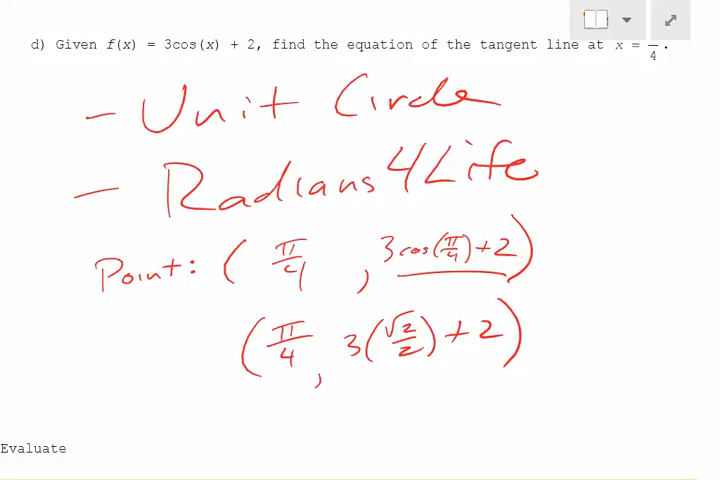 d) Given f(x) = 3cos(x) + 2, find the equation of the tangent line at x = /4.
- Unit Circle
- Radians 4 Life
Point: (π/4, 3cos(π/4)+2)
(π/4, 3(√2/2)+2)
Evaluate